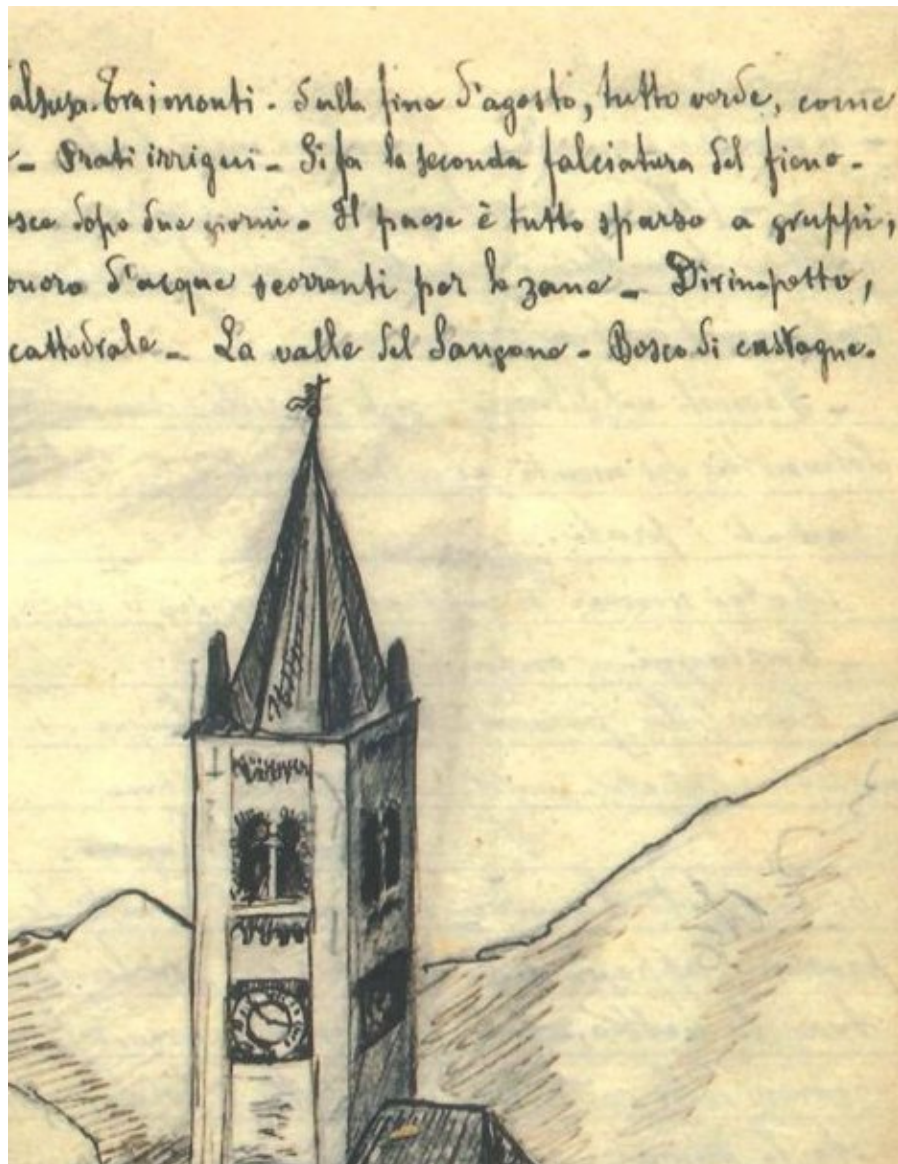 Traimonti - Sulla fine d'agosto, tutto verde, come
- Prati irrigui - Si fa la seconda falciatura del fieno -
dopo due giorni - Il paese è tutto sparso a gruppi,
d'acque scorrenti per le zane - Dirimpetto,
cattedrale - La valle del Sangone - Bosco di castagne.